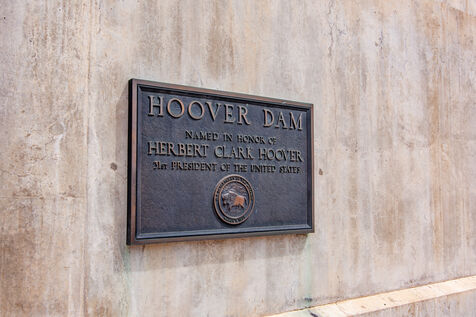 HOOVER DAM
NAMED IN HONOR OF
HERBERT CLARK HOOVER
31ST PRESIDENT OF THE UNITED STATES